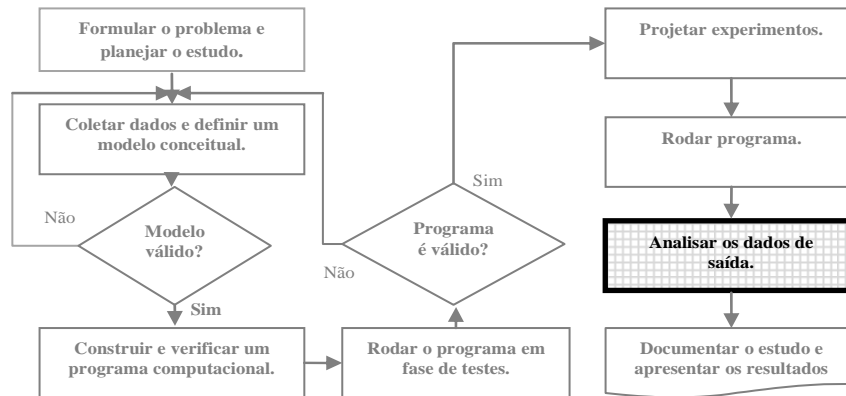 Formular o problema e
planejar o estudo.
Coletar dados e definir um
modelo conceitual.
Não
Modelo
válido?
Sim
Construir e verificar um
programa computacional.
Rodar o programa em
fase de testes.
Programa
é válido?
Não
Sim
Projetar experimentos.
Rodar programa.
Analisar os dados de
saída.
Documentar o estudo e
apresentar os resultados